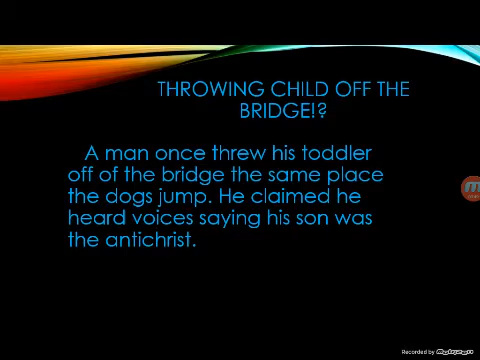 THROWING CHILD OFF THE
BRIDGE!?
A man once threw his toddler
off of the bridge the same place
the dogs jump. He claimed he
heard voices saying his son was
the antichrist.
Recorded by